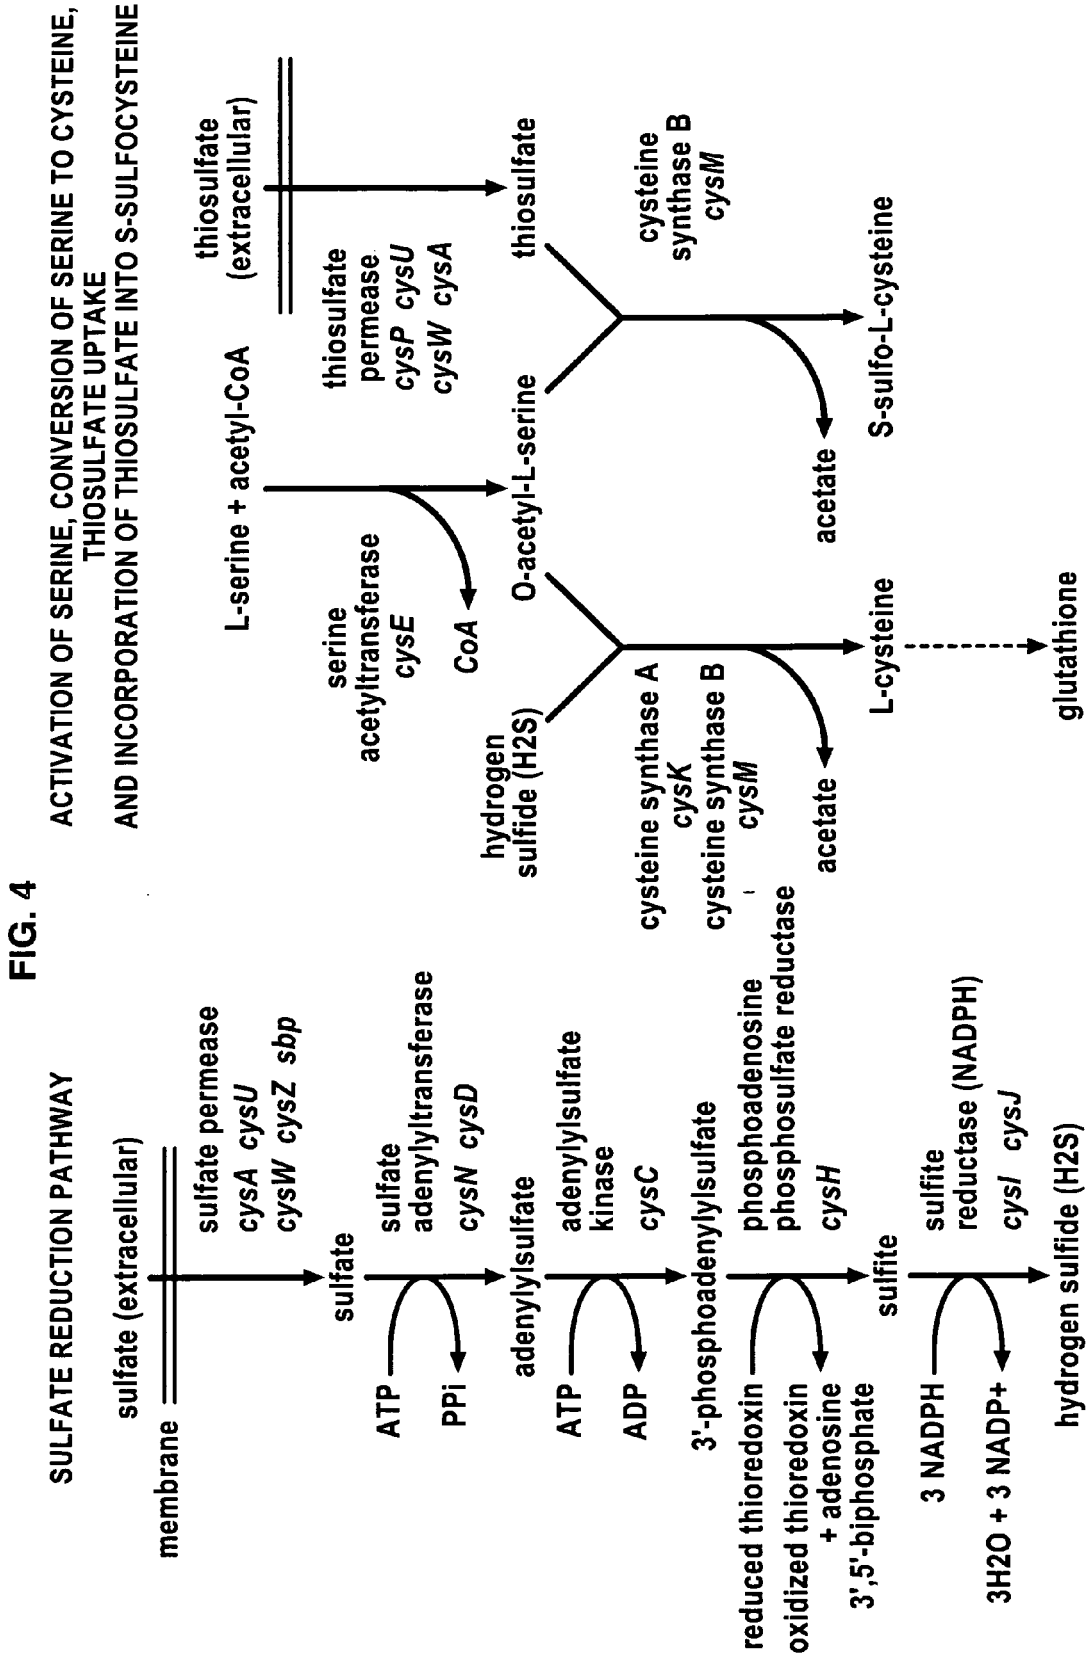 FIG. 4
SULFATE REDUCTION PATHWAY
sulfate (extracellular)
membrane
sulfate permease
cysA cysU
cysW cysZ sbp
sulfate
ATP
PPi
sulfate
adenylyltransferase
cysN cysD
adenylylsulfate
ATP
ADP
adenylylsulfate
kinase
cysC
3'-phosphoadenylylsulfate
reduced thioredoxin
oxidized thioredoxin
+ adenosine
3',5'-biphosphate
phosphoadenosine
phosphosulfate reductase
cysH
sulfite
3 NADPH
3H2O + 3 NADP+
sulfite
reductase (NADPH)
cysI cysJ
hydrogen sulfide (H2S)
ACTIVATION OF SERINE, CONVERSION OF SERINE TO CYSTEINE,
THIOSULFATE UPTAKE
AND INCORPORATION OF THIOSULFATE INTO S-SULFOCYSTEINE
L-serine + acetyl-CoA
thiosulfate
(extracellular)
serine
acetyltransferase
cysE
CoA
thiosulfate
permease
cysP cysU
cysW cysA
hydrogen
sulfide (H2S)
O-acetyl-L-serine
thiosulfate
cysteine synthase A
cysK
cysteine synthase B
cysM
cysteine
synthase B
cysM
acetate
acetate
L-cysteine
S-sulfo-L-cysteine
glutathione